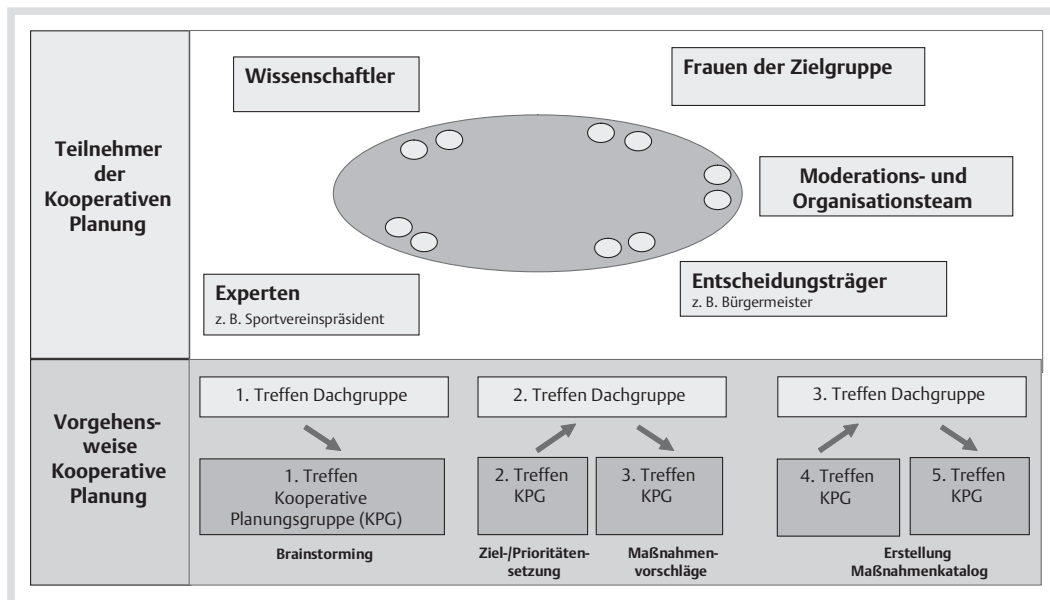 Teilnehmer
der
Kooperativen
Planung
Wissenschaftler
Frauen der Zielgruppe
Moderations- und
Organisationsteam
Experten
z. B. Sportvereinspräsident
Entscheidungsträger
z. B. Bürgermeister
Vorgehens-
weise
Kooperative
Planung
1. Treffen Dachgruppe
2. Treffen Dachgruppe
3. Treffen Dachgruppe
1. Treffen
Kooperative
Planungsgruppe (KPG)
2. Treffen
KPG
3. Treffen
KPG
4. Treffen
KPG
5. Treffen
KPG
Brainstorming
Ziel-/Prioritäten-
setzung
Maßnahmen-
vorschläge
Erstellung
Maßnahmenkatalog